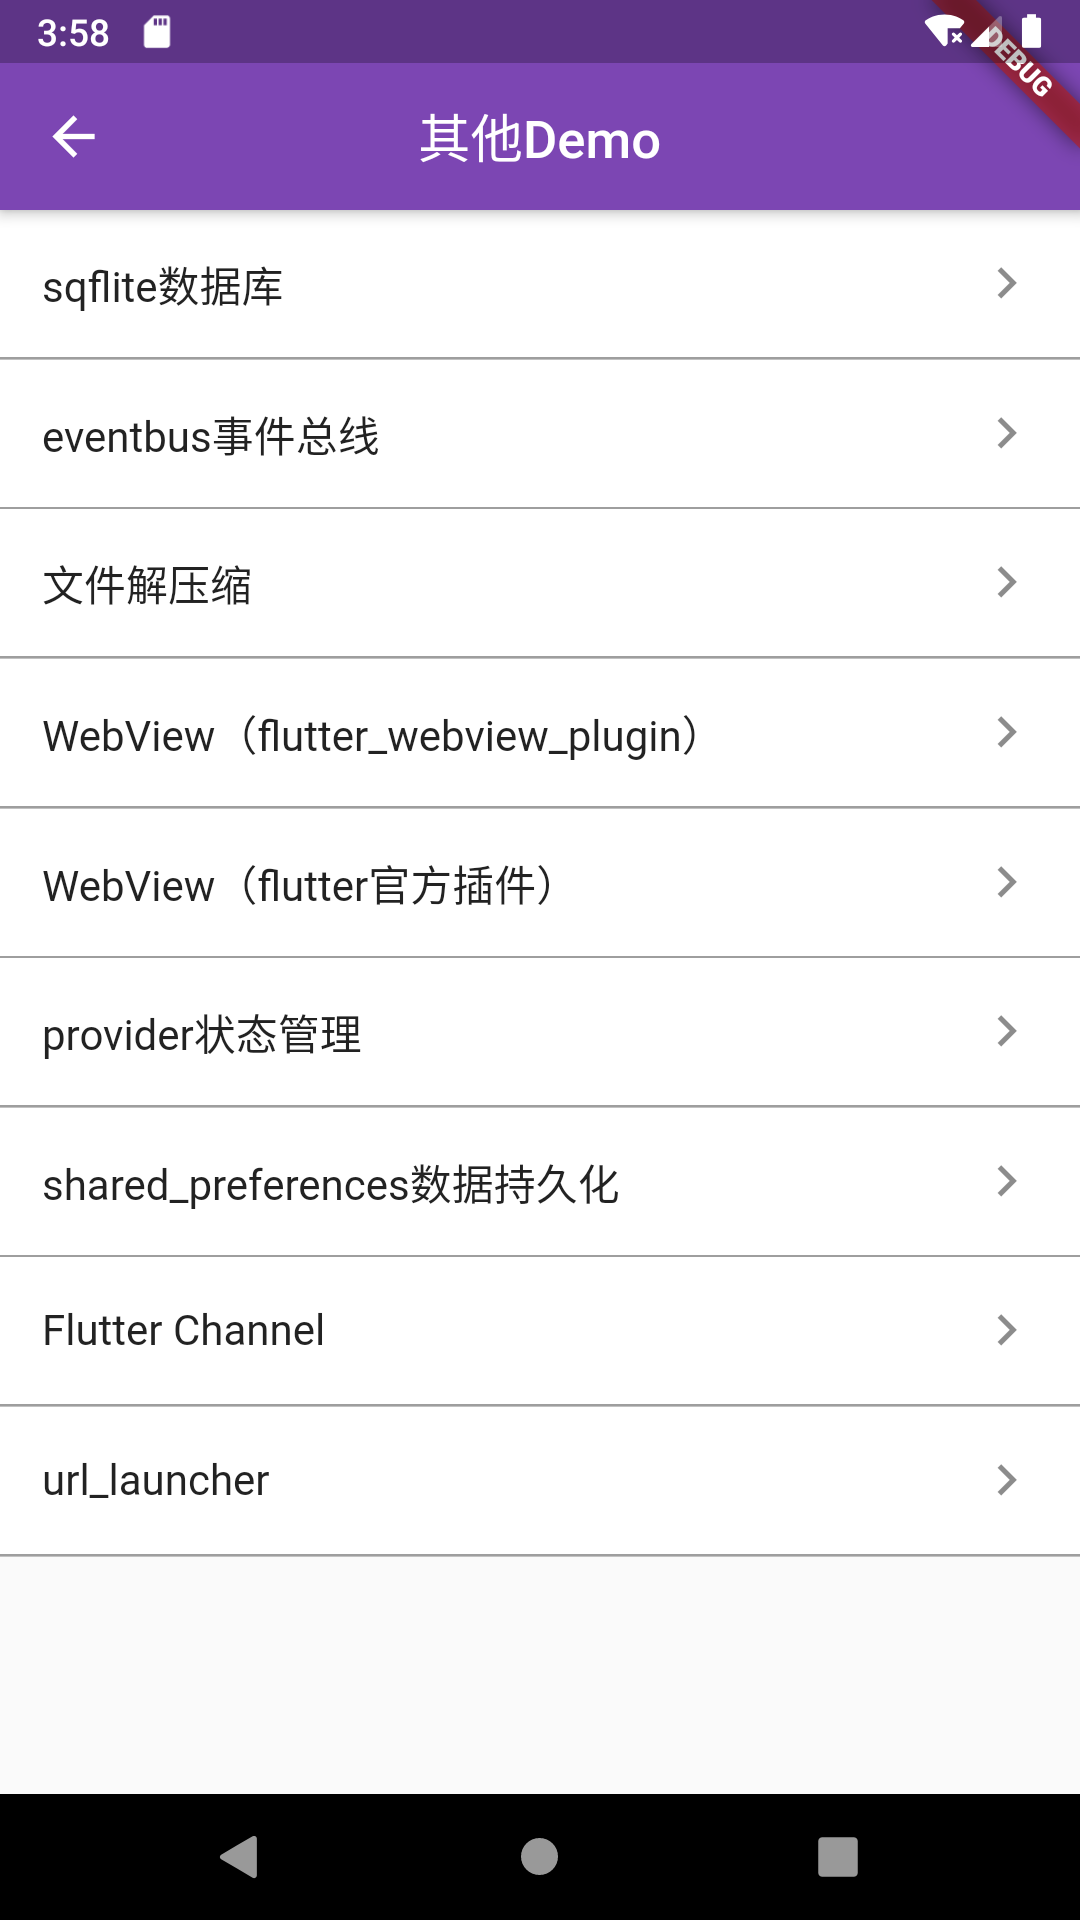 3:58
DEBUG
其他Demo
sqflite数据库
eventbus事件总线
文件解压缩
WebView（flutter_webview_plugin）
WebView（flutter官方插件）
provider状态管理
shared_preferences数据持久化
Flutter Channel
url_launcher